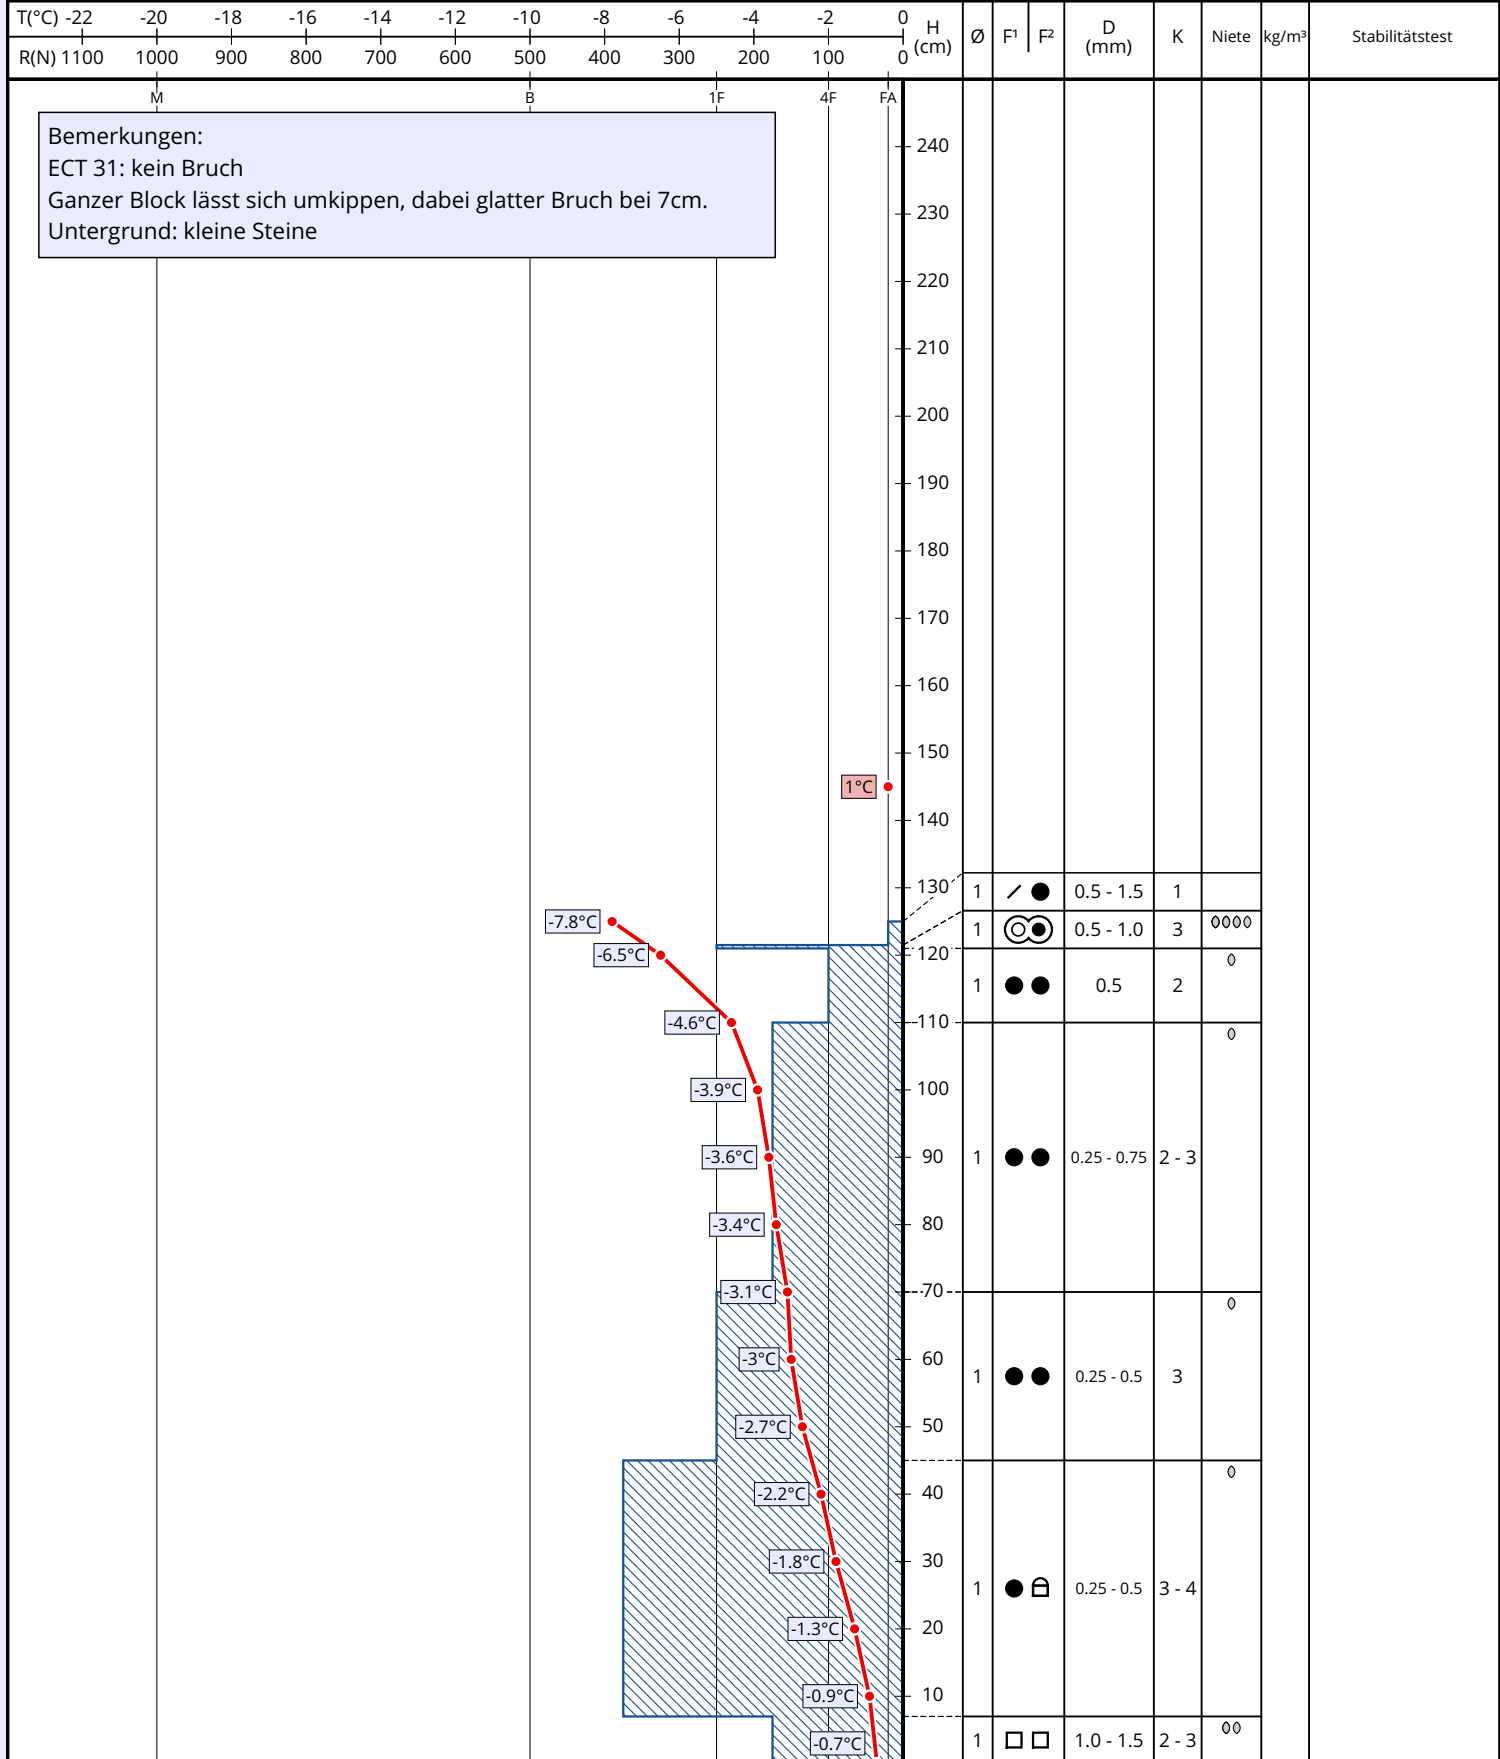 T(°C) -22 -20 -18 -16 -14 -12 -10 -8 -6 -4 -2 0
R(N) 1100 1000 900 800 700 600 500 400 300 200 100 0
H (cm) Ø F¹ F² D (mm) K Niete kg/m³ Stabilitätstest
M B 1F 4F FA
Bemerkungen:
ECT 31: kein Bruch
Ganzer Block lässt sich umkippen, dabei glatter Bruch bei 7cm.
Untergrund: kleine Steine
240
230
220
210
200
190
180
170
160
150
1°C
140
130
1 0.5 - 1.5 1
-7.8°C
1 0.5 - 1.0 3
-6.5°C 120
1 0.5 2
-4.6°C 110
-3.9°C 100
-3.6°C 90 1 0.25 - 0.75 2 - 3
-3.4°C 80
-3.1°C 70
-3°C 60
1 0.25 - 0.5 3
-2.7°C 50
-2.2°C 40
-1.8°C 30
1 0.25 - 0.5 3 - 4
-1.3°C 20
-0.9°C 10
-0.7°C 1 1.0 - 1.5 2 - 3